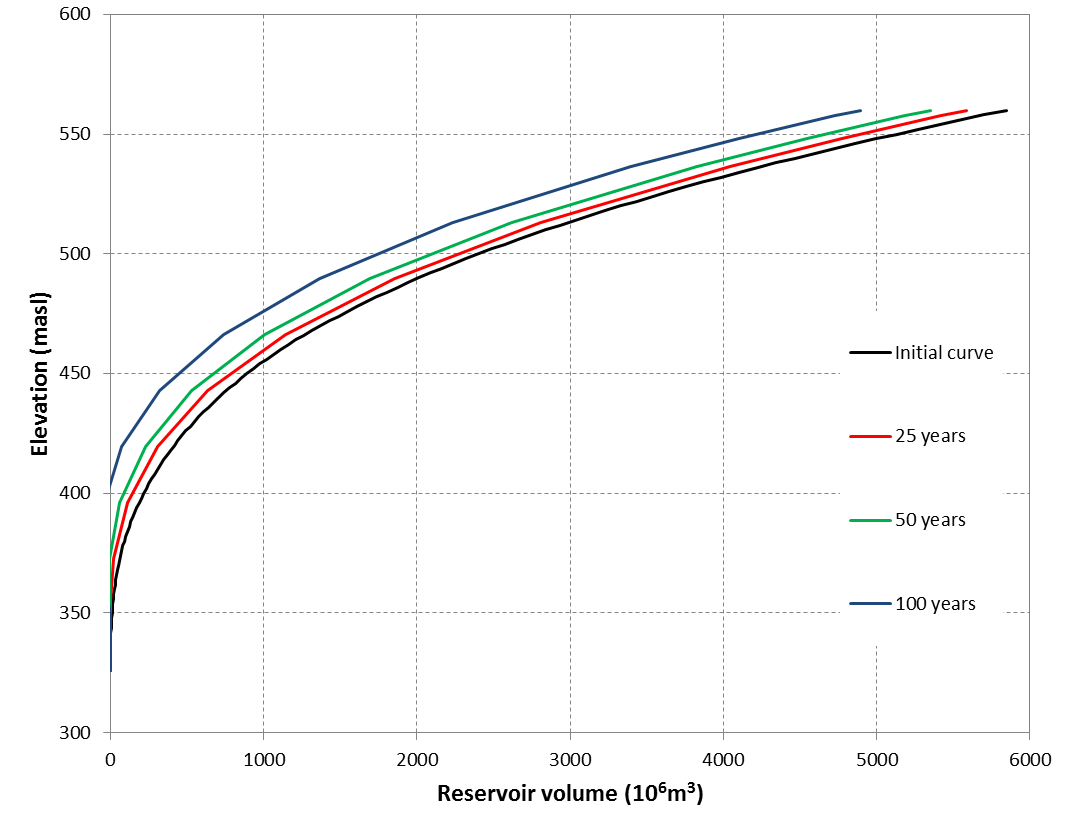 600
550
500
450
400
350
300
Elevation (masl)
Initial curve
25 years
50 years
100 years
0 1000 2000 3000 4000 5000 6000
Reservoir volume (10⁶m³)